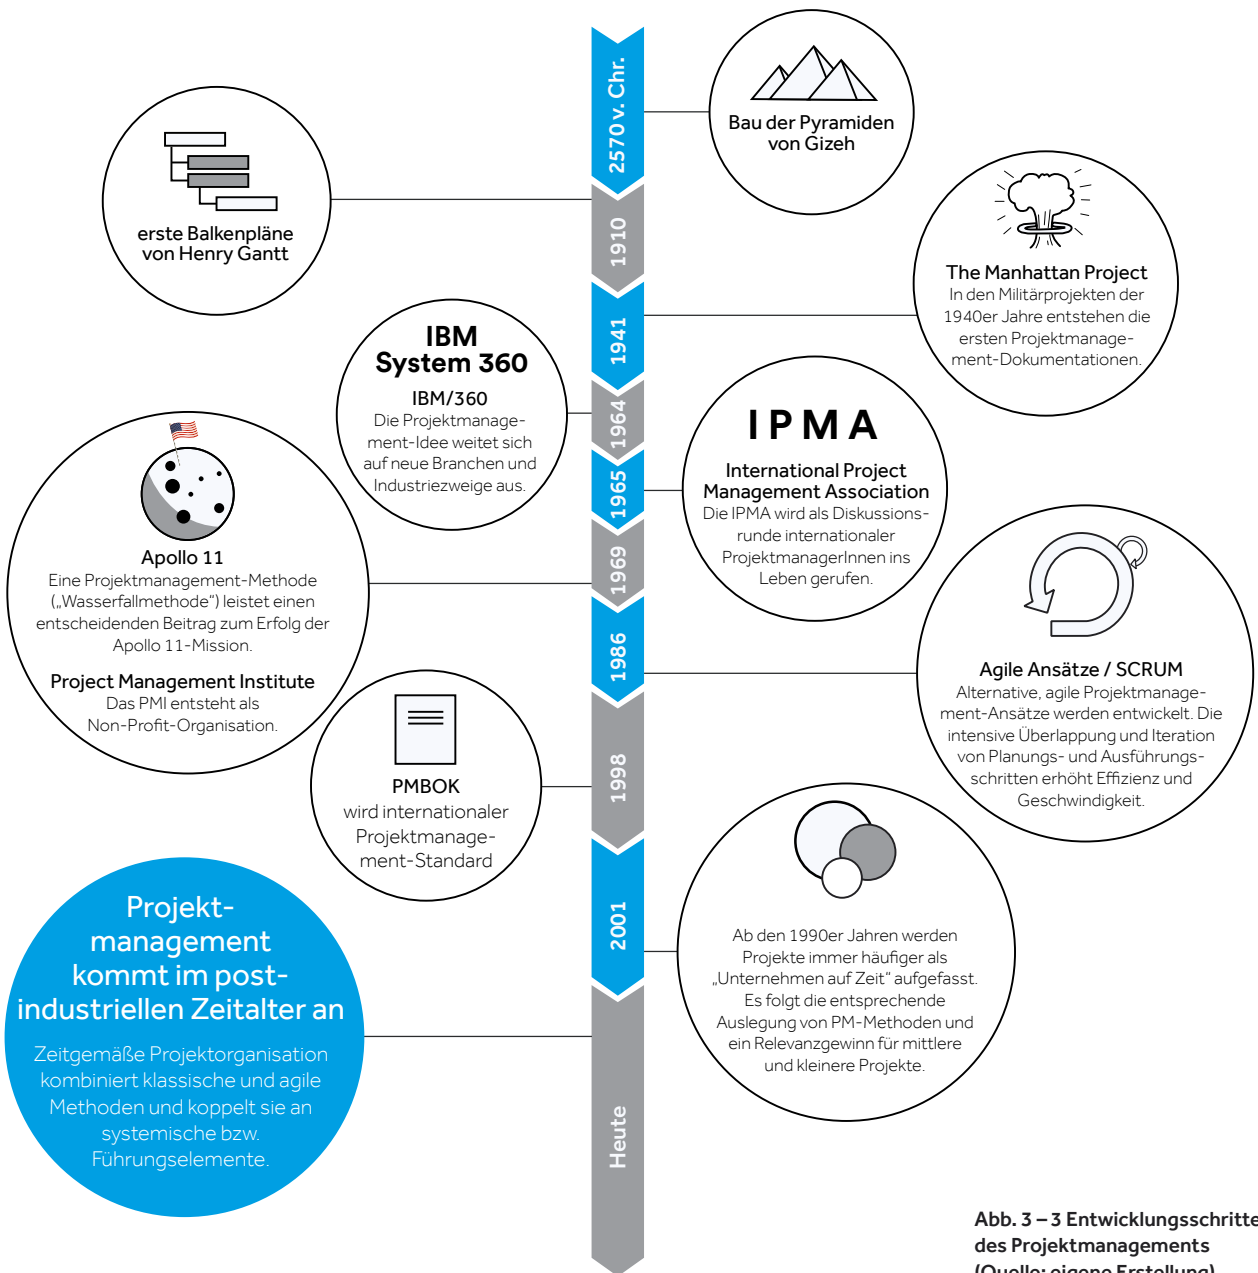 2570 v. Chr.
Bau der Pyramiden
von Gizeh
1910
erste Balkenpläne
von Henry Gantt
1941
The Manhattan Project
In den Militärprojekten der
1940er Jahre entstehen die
ersten Projektmanage-
ment-Dokumentationen.
1964
IBM
System 360
IBM/360
Die Projektmanage-
ment-Idee weitet sich
auf neue Branchen und
Industriezweige aus.
1965
IPMA
International Project
Management Association
Die IPMA wird als Diskussions-
runde internationaler
ProjektmanagerInnen ins
Leben gerufen.
1969
Apollo 11
Eine Projektmanagement-Methode
(„Wasserfallmethode“) leistet einen
entscheidenden Beitrag zum Erfolg der
Apollo 11-Mission.
Project Management Institute
Das PMI entsteht als
Non-Profit-Organisation.
1986
Agile Ansätze / SCRUM
Alternative, agile Projektmanage-
ment-Ansätze werden entwickelt. Die
intensive Überlappung und Iteration
von Planungs- und Ausführungs-
schritten erhöht Effizienz und
Geschwindigkeit.
1998
PMBOK
wird internationaler
Projektmanage-
ment-Standard
2001
Ab den 1990er Jahren werden
Projekte immer häufiger als
„Unternehmen auf Zeit“ aufgefasst.
Es folgt die entsprechende
Auslegung von PM-Methoden und
ein Relevanzgewinn für mittlere
und kleinere Projekte.
Heute
Projekt-
management
kommt im post-
industriellen Zeitalter an
Zeitgemäße Projektorganisation
kombiniert klassische und agile
Methoden und koppelt sie an
systemische bzw.
Führungselemente.
Abb. 3 – 3 Entwicklungsschritte
des Projektmanagements
(Quelle: eigene Erstellung)